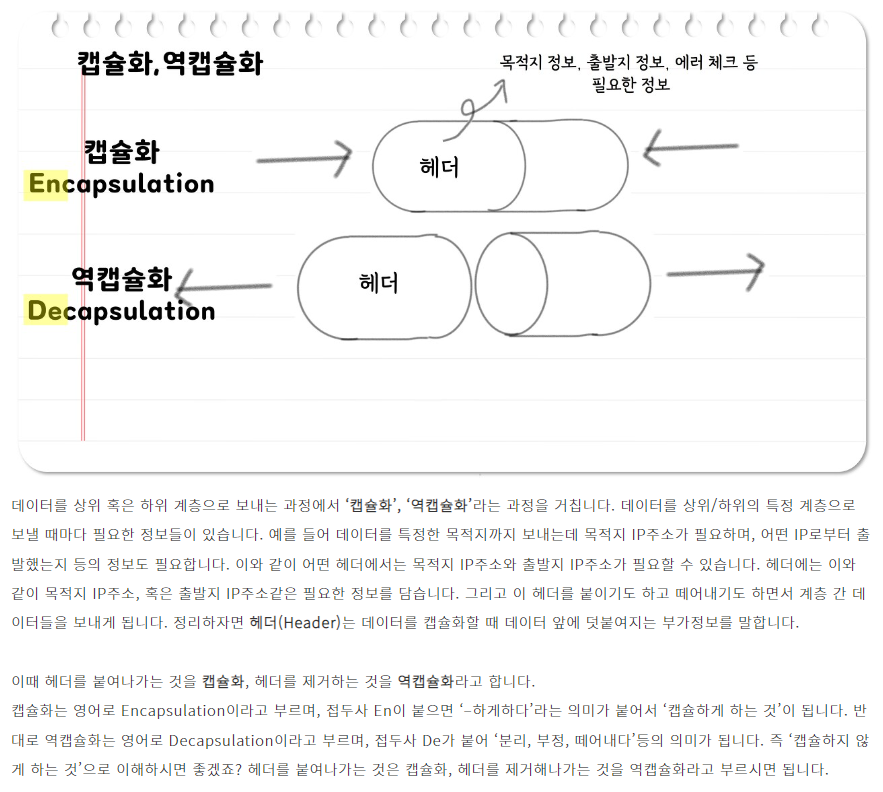 캡슐화,역캡슐화
목적지 정보, 출발지 정보, 에러 체크 등
필요한 정보
캡슐화
Encapsulation
헤더
역캡슐화
Decapsulation
헤더
데이터를 상위 혹은 하위 계층으로 보내는 과정에서 ‘캡슐화’, ‘역캡슐화’라는 과정을 거칩니다. 데이터를 상위/하위의 특정 계층으로
보낼 때마다 필요한 정보들이 있습니다. 예를 들어 데이터를 특정한 목적지까지 보내는데 목적지 IP주소가 필요하며, 어떤 IP로부터 출
발했는지 등의 정보도 필요합니다. 이와 같이 어떤 헤더에서는 목적지 IP주소와 출발지 IP주소가 필요할 수 있습니다. 헤더에는 이와
같이 목적지 IP주소, 혹은 출발지 IP주소같은 필요한 정보를 담습니다. 그리고 이 헤더를 붙이기도 하고 떼어내기도 하면서 계층 간 데
이터들을 보내게 됩니다. 정리하자면 헤더(Header)는 데이터를 캡슐화할 때 데이터 앞에 덧붙여지는 부가정보를 말합니다.
이때 헤더를 붙여나가는 것을 캡슐화, 헤더를 제거하는 것을 역캡슐화라고 합니다.
캡슐화는 영어로 Encapsulation이라고 부르며, 접두사 En이 붙으면 ‘–하게하다’라는 의미가 붙어서 ‘캡슐하게 하는 것’이 됩니다. 반
대로 역캡슐화는 영어로 Decapsulation이라고 부르며, 접두사 De가 붙어 ‘분리, 부정, 떼어내다’등의 의미가 됩니다. 즉 ‘캡슐하지 않
게 하는 것’으로 이해하시면 좋겠죠? 헤더를 붙여나가는 것은 캡슐화, 헤더를 제거해나가는 것을 역캡슐화라고 부르시면 됩니다.